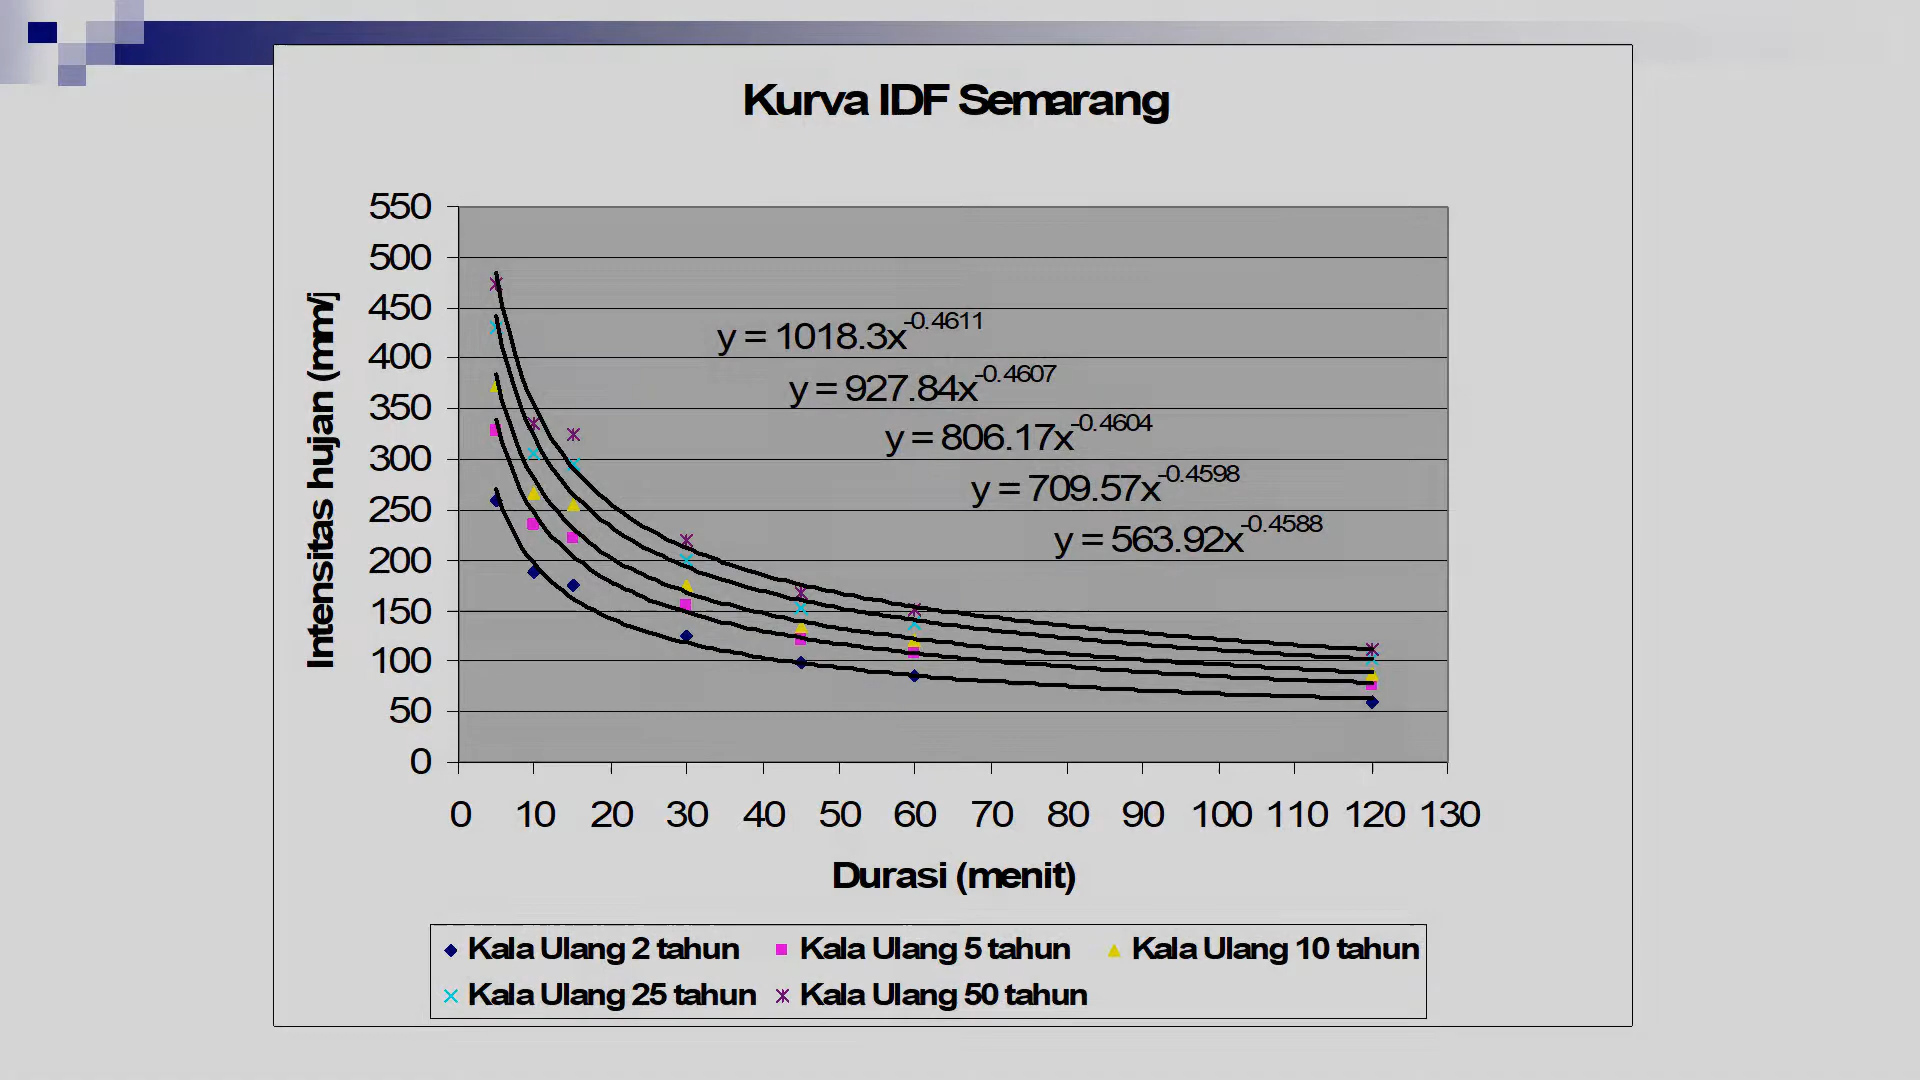 Kurva IDF Semarang
Intensitas hujan (mm/j
550
500
450
400
350
300
250
200
150
100
50
0
y = 1018.3x-0.4611
y = 927.84x-0.4607
y = 806.17x-0.4604
y = 709.57x-0.4598
y = 563.92x-0.4588
0 10 20 30 40 50 60 70 80 90 100 110 120 130
Durasi (menit)
Kala Ulang 2 tahun Kala Ulang 5 tahun Kala Ulang 10 tahun
Kala Ulang 25 tahun Kala Ulang 50 tahun